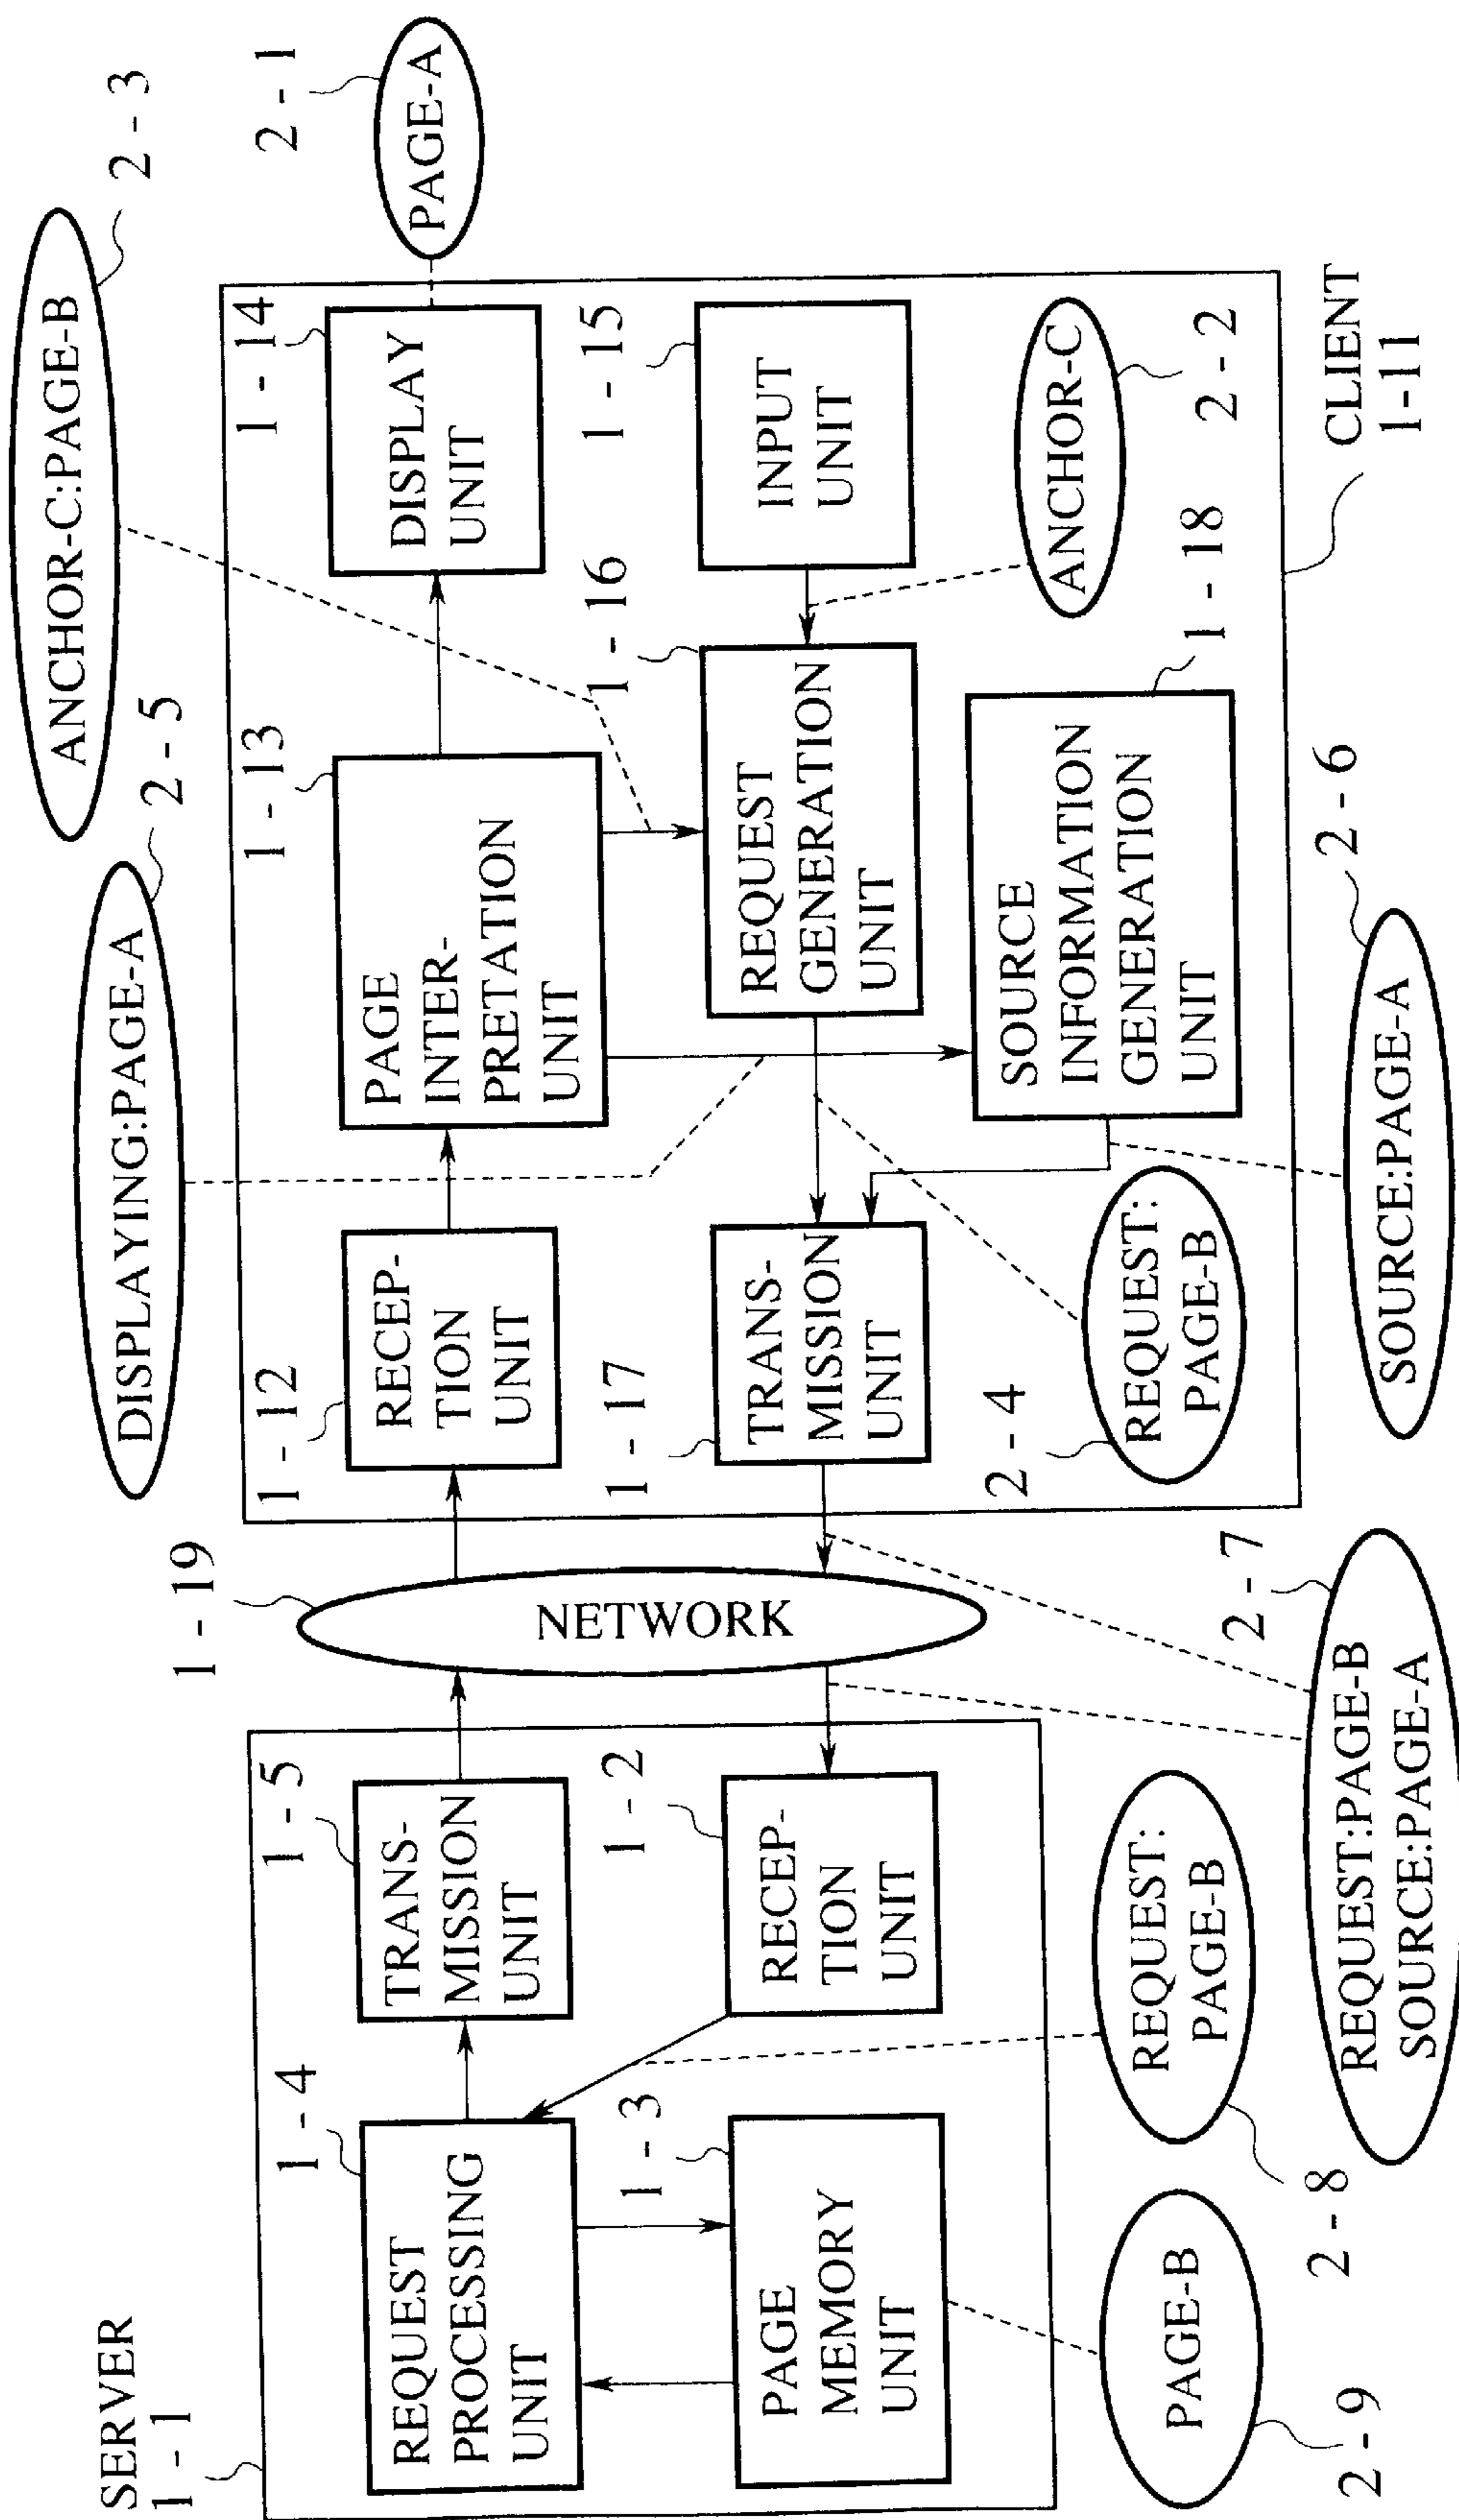 SERVER
1 - 1
REQUEST
PROCESSING
UNIT
1 - 4
TRANS-
MISSION
UNIT
1 - 5
PAGE
MEMORY
UNIT
1 - 3
RECEP-
TION
UNIT
1 - 2
PAGE-B
2 - 9
REQUEST:
PAGE-B
2 - 8
REQUEST:PAGE-B
SOURCE:PAGE-A
2 - 7
NETWORK
1 - 19
DISPLAYING:PAGE-A
2 - 5
ANCHOR-C:PAGE-B
2 - 3
1 - 12
RECEP-
TION
UNIT
1 - 13
PAGE
INTER-
PRETATION
UNIT
1 - 14
DISPLAY
UNIT
PAGE-A
2 - 1
1 - 17
TRANS-
MISSION
UNIT
1 - 16
REQUEST
GENERATION
UNIT
1 - 15
INPUT
UNIT
2 - 4
REQUEST:
PAGE-B
SOURCE
INFORMATION
GENERATION
UNIT
1 - 18
ANCHOR-C
2 - 2
SOURCE:PAGE-A
2 - 6
CLIENT
1-11